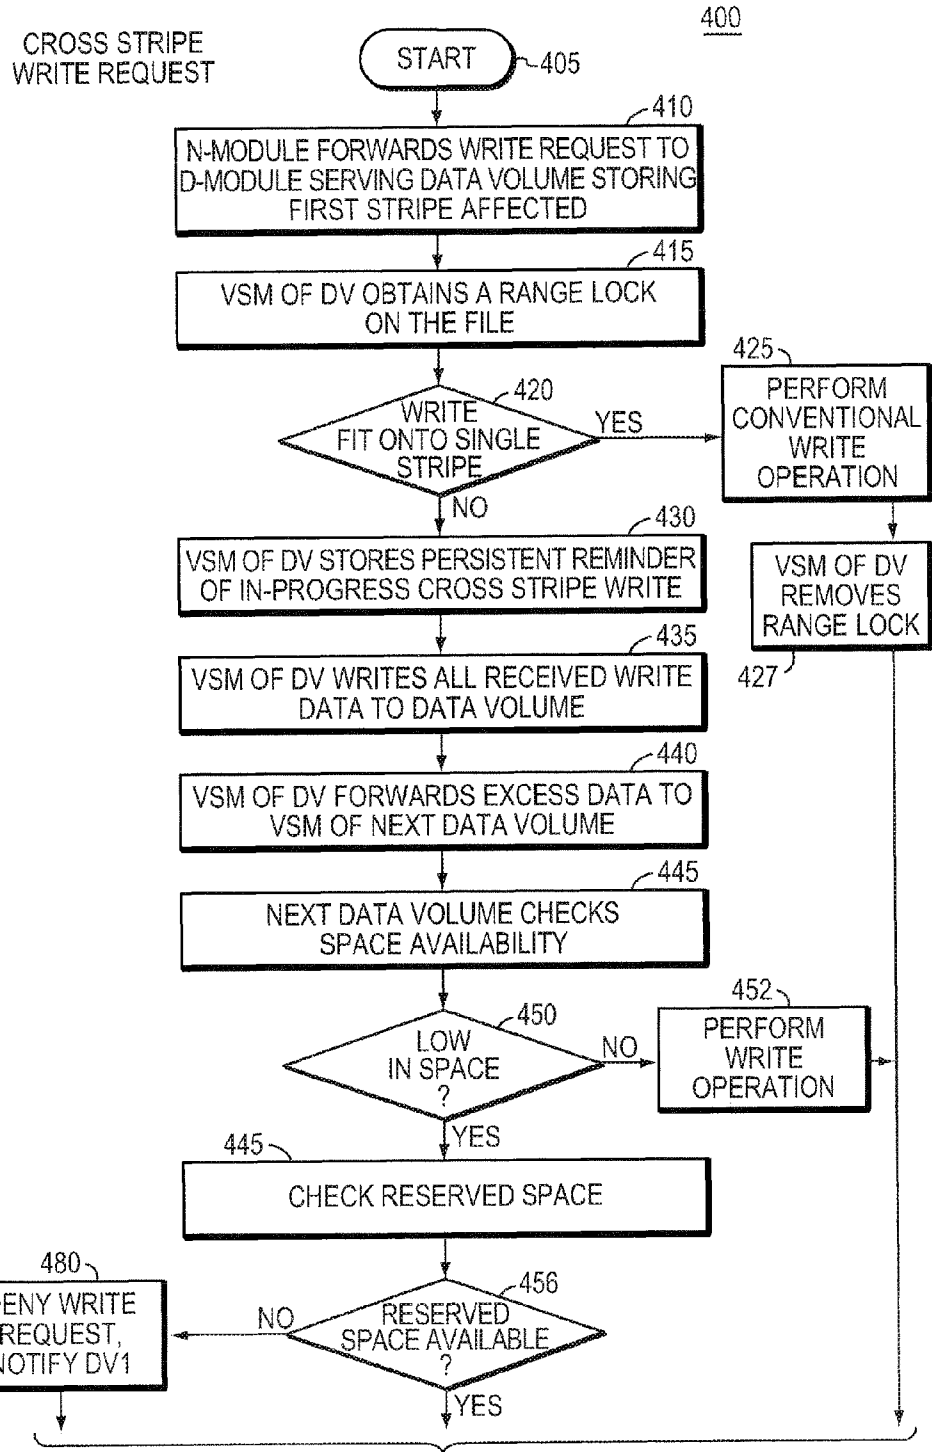 400
CROSS STRIPE
WRITE REQUEST
START
405
410
N-MODULE FORWARDS WRITE REQUEST TO
D-MODULE SERVING DATA VOLUME STORING
FIRST STRIPE AFFECTED
415
VSM OF DV OBTAINS A RANGE LOCK
ON THE FILE
420
WRITE
FIT ONTO SINGLE
STRIPE
YES
NO
425
PERFORM
CONVENTIONAL
WRITE
OPERATION
VSM OF DV
REMOVES
RANGE LOCK
427
430
VSM OF DV STORES PERSISTENT REMINDER
OF IN-PROGRESS CROSS STRIPE WRITE
435
VSM OF DV WRITES ALL RECEIVED WRITE
DATA TO DATA VOLUME
440
VSM OF DV FORWARDS EXCESS DATA TO
VSM OF NEXT DATA VOLUME
445
NEXT DATA VOLUME CHECKS
SPACE AVAILABILITY
450
LOW
IN SPACE
?
NO
452
PERFORM
WRITE
OPERATION
YES
445
CHECK RESERVED SPACE
456
RESERVED
SPACE AVAILABLE
?
NO
480
ENY WRITE
REQUEST,
NOTIFY DV1
YES